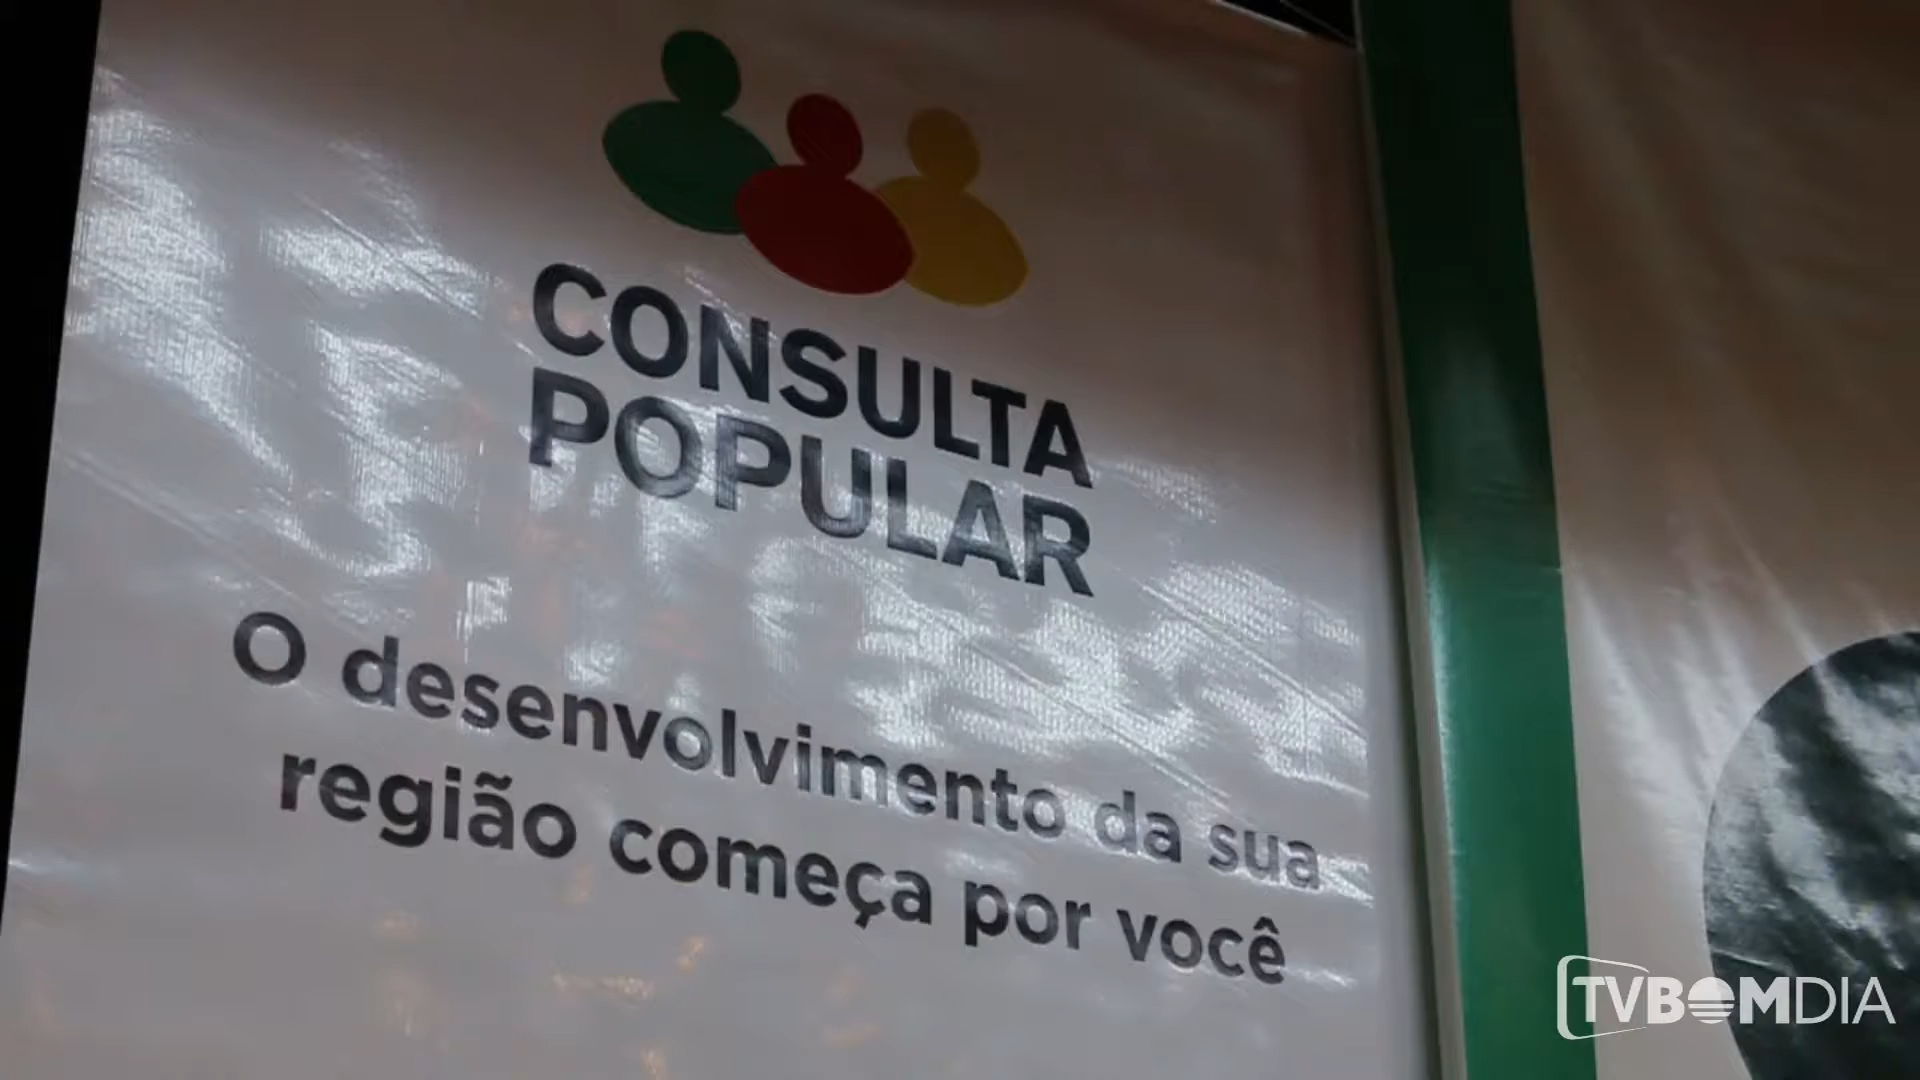 CONSULTA
POPULAR
O desenvolvimento da sua
região começa por você
TVBOMDIA